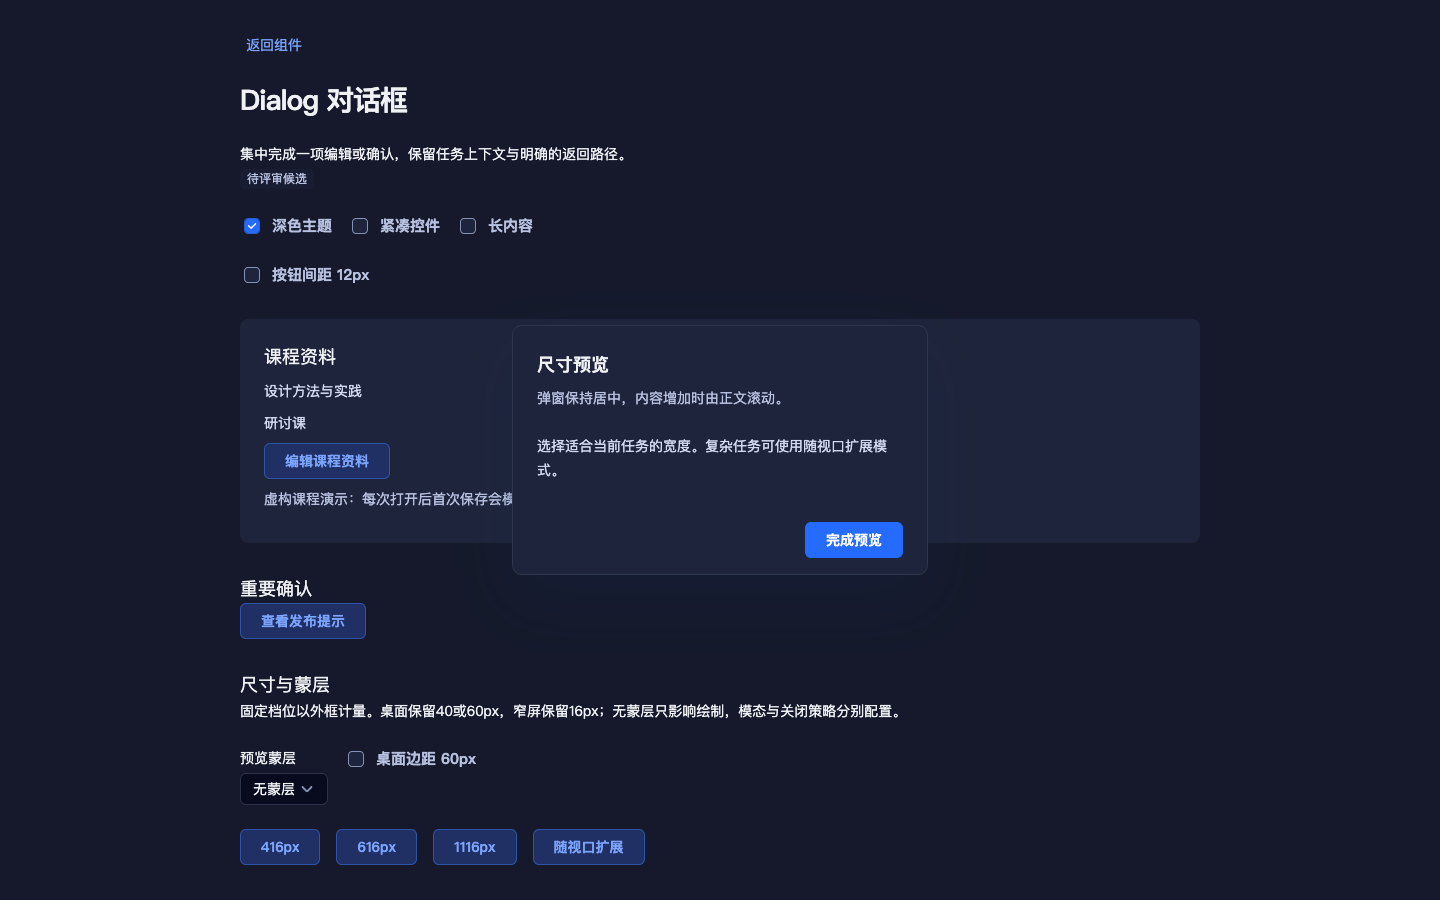 返回组件
Dialog 对话框
集中完成一项编辑或确认，保留任务上下文与明确的返回路径。
待评审候选
深色主题
紧凑控件
长内容
按钮间距 12px
课程资料
设计方法与实践
研讨课
编辑课程资料
虚构课程演示：每次打开后首次保存会
尺寸预览
弹窗保持居中，内容增加时由正文滚动。
选择适合当前任务的宽度。复杂任务可使用随视口扩展模
式。
完成预览
重要确认
查看发布提示
尺寸与蒙层
固定档位以外框计量。桌面保留40或60px，窄屏保留16px；无蒙层只影响绘制，模态与关闭策略分别配置。
预览蒙层
桌面边距 60px
无蒙层
416px
616px
1116px
随视口扩展